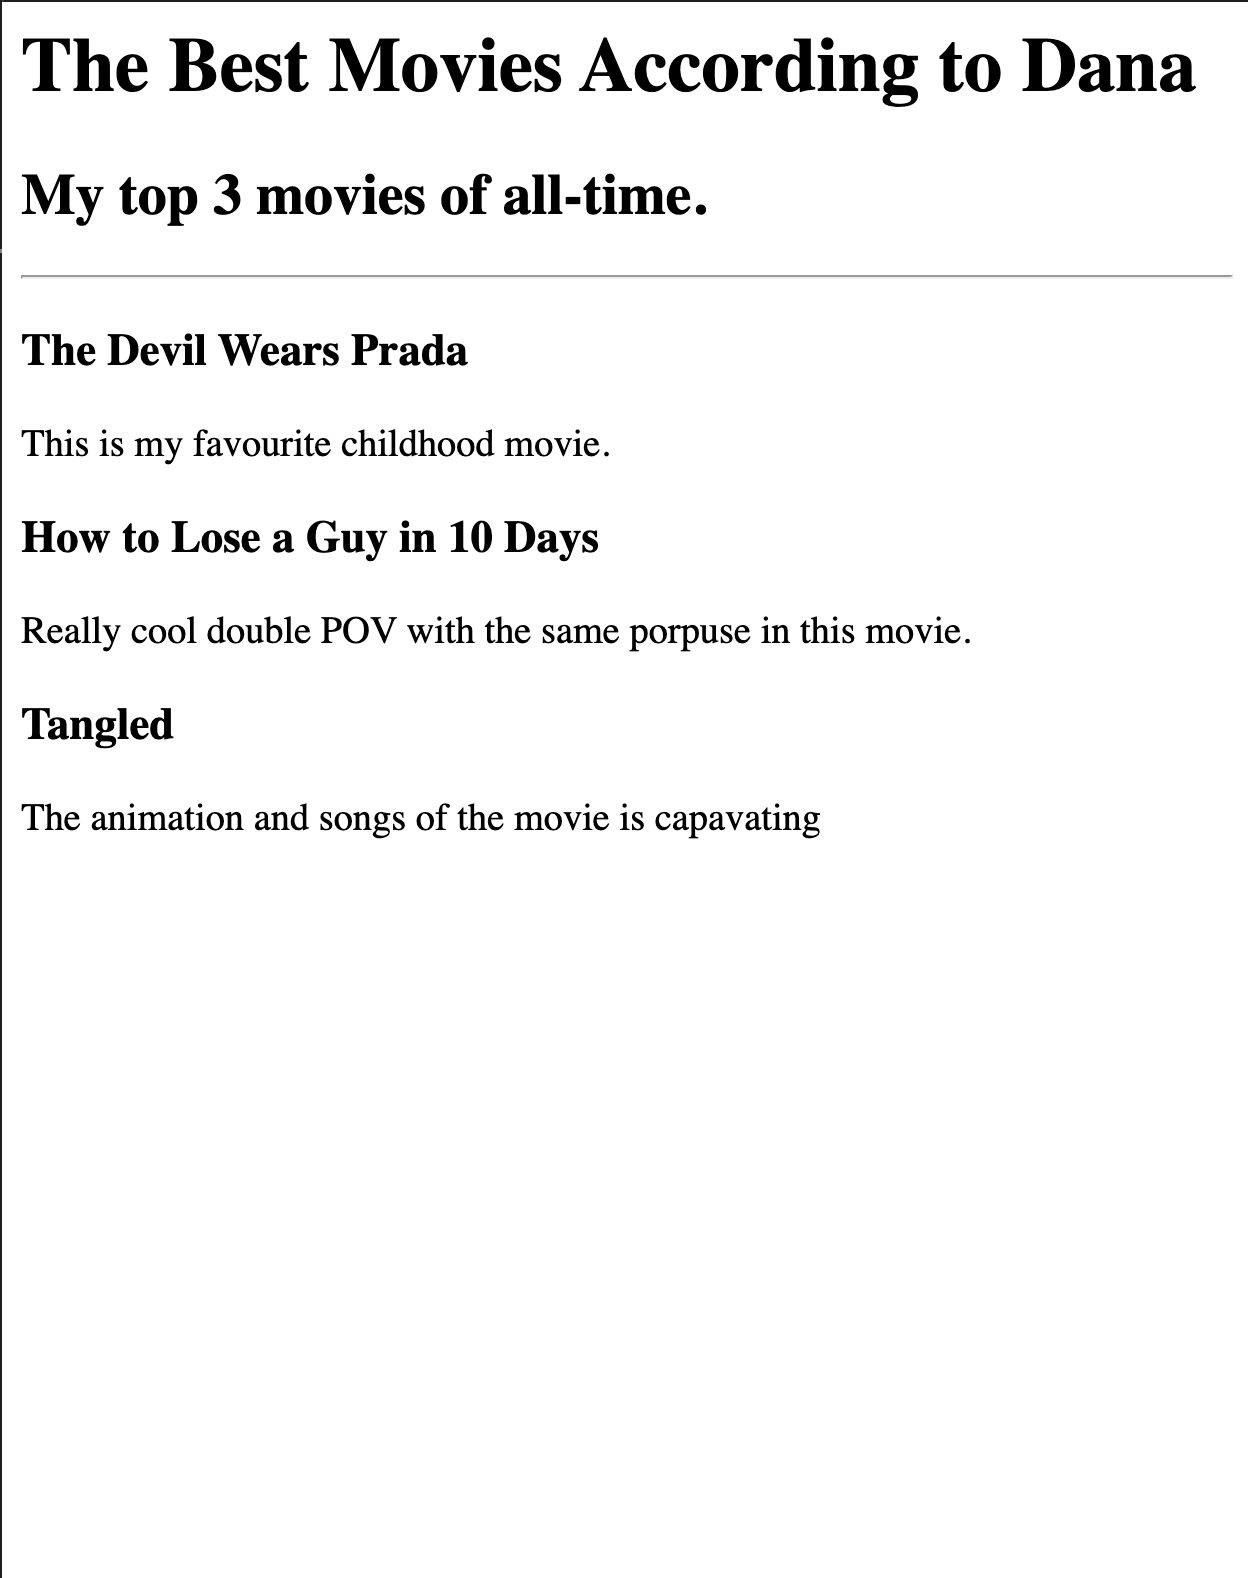 The Best Movies According to Dana
My top 3 movies of all-time.
The Devil Wears Prada
This is my favourite childhood movie.
How to Lose a Guy in 10 Days
Really cool double POV with the same porpuse in this movie.
Tangled
The animation and songs of the movie is capavating